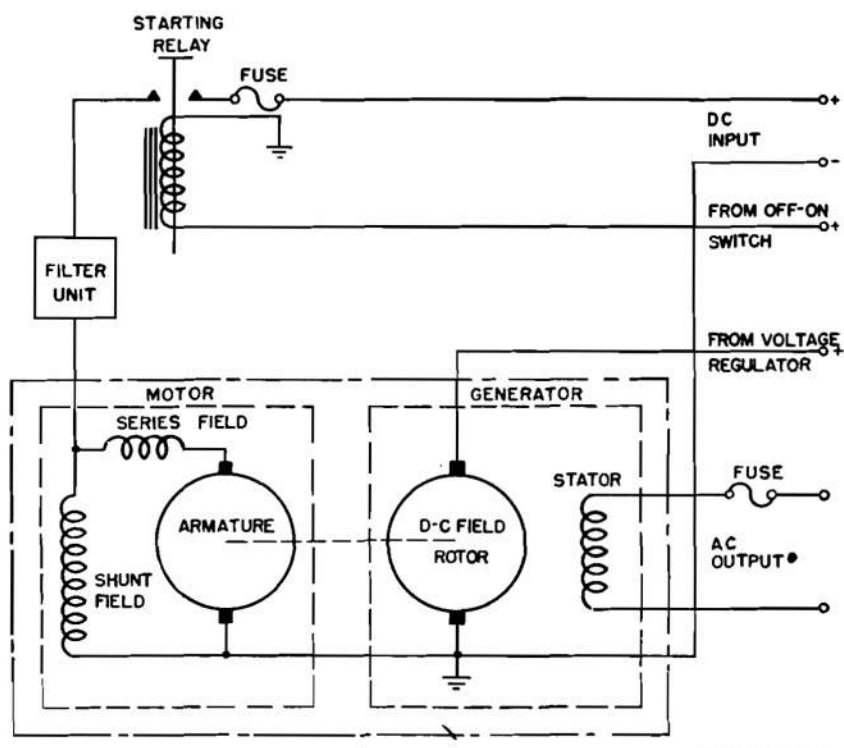 STARTING
RELAY
FUSE
+
DC
INPUT
-
FROM OFF-ON
SWITCH
+
FILTER
UNIT
FROM VOLTAGE
REGULATOR
+
MOTOR
GENERATOR
SERIES FIELD
STATOR
FUSE
ARMATURE
D-C FIELD
ROTOR
AC
OUTPUT
SHUNT
FIELD